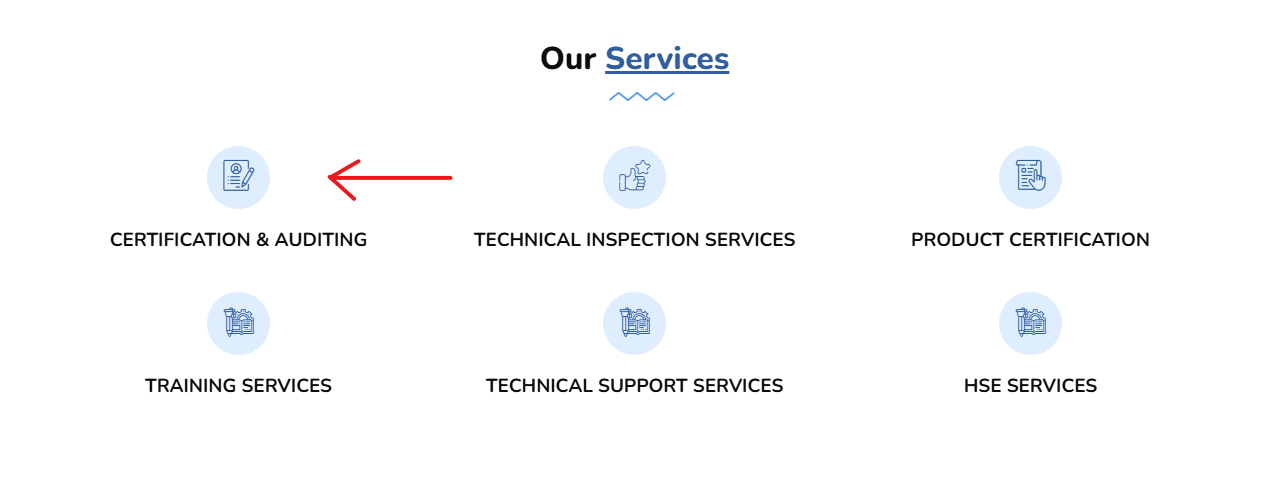 Our Services
CERTIFICATION & AUDITING
TECHNICAL INSPECTION SERVICES
PRODUCT CERTIFICATION
TRAINING SERVICES
TECHNICAL SUPPORT SERVICES
HSE SERVICES